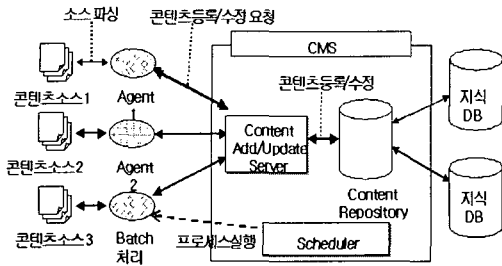 소스 파싱
콘텐츠등록/수정 요청
CMS
콘텐츠소스1
Agent
1
콘텐츠등록/수정
지식
DB
콘텐츠소스2
Agent
2
Content
Add/Update
Server
Content
Repository
지식
DB
콘텐츠소스3
Batch
처리
프로세스실행
Scheduler